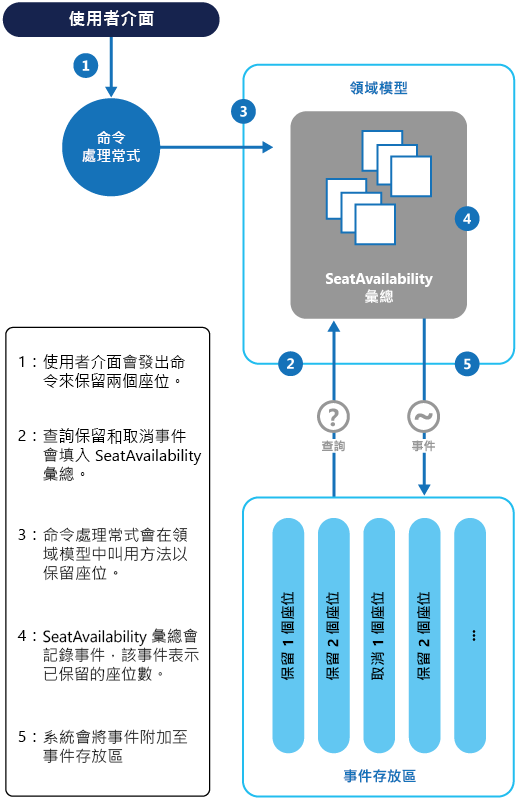 使用者介面
1
命令
處理常式
3
領域模型
4
SeatAvailability
彙總
2
5
?
查詢
~
事件
1：使用者介面會發出命
令來保留兩個座位。
2：查詢保留和取消事件
會填入 SeatAvailability
彙總。
3：命令處理常式會在領
域模型中叫用方法以
保留座位。
4：SeatAvailability 彙總會
記錄事件，該事件表示
已保留的座位數。
5：系統會將事件附加至
事件存放區
保留 1 個座位
保留 2 個座位
取消 1 個座位
保留 2 個座位
...
事件存放區